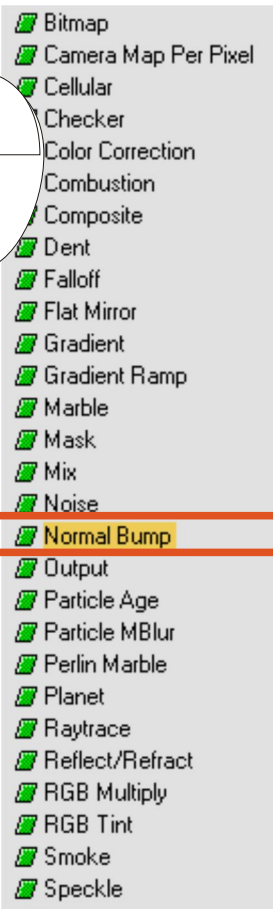 Bitmap
Camera Map Per Pixel
Cellular
Checker
Color Correction
Combustion
Composite
Dent
Falloff
Flat Mirror
Gradient
Gradient Ramp
Marble
Mask
Mix
Noise
Normal Bump
Output
Particle Age
Particle MBlur
Perlin Marble
Planet
Raytrace
Reflect/Refract
RGB Multiply
RGB Tint
Smoke
Speckle